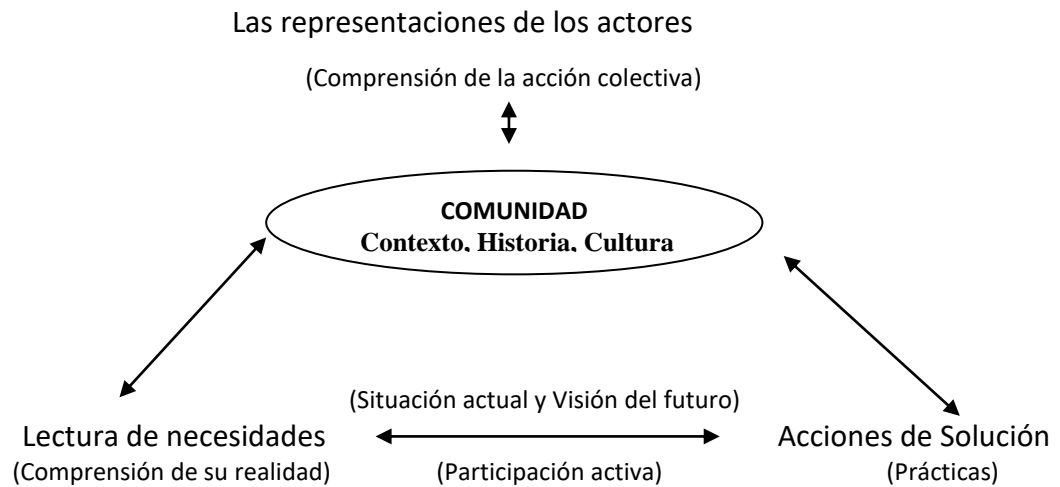 Las representaciones de los actores
(Comprensión de la acción colectiva)
COMUNIDAD
Contexto, Historia, Cultura
(Situación actual y Visión del futuro)
Lectura de necesidades
Acciones de Solución
(Comprensión de su realidad)
(Participación activa)
(Prácticas)